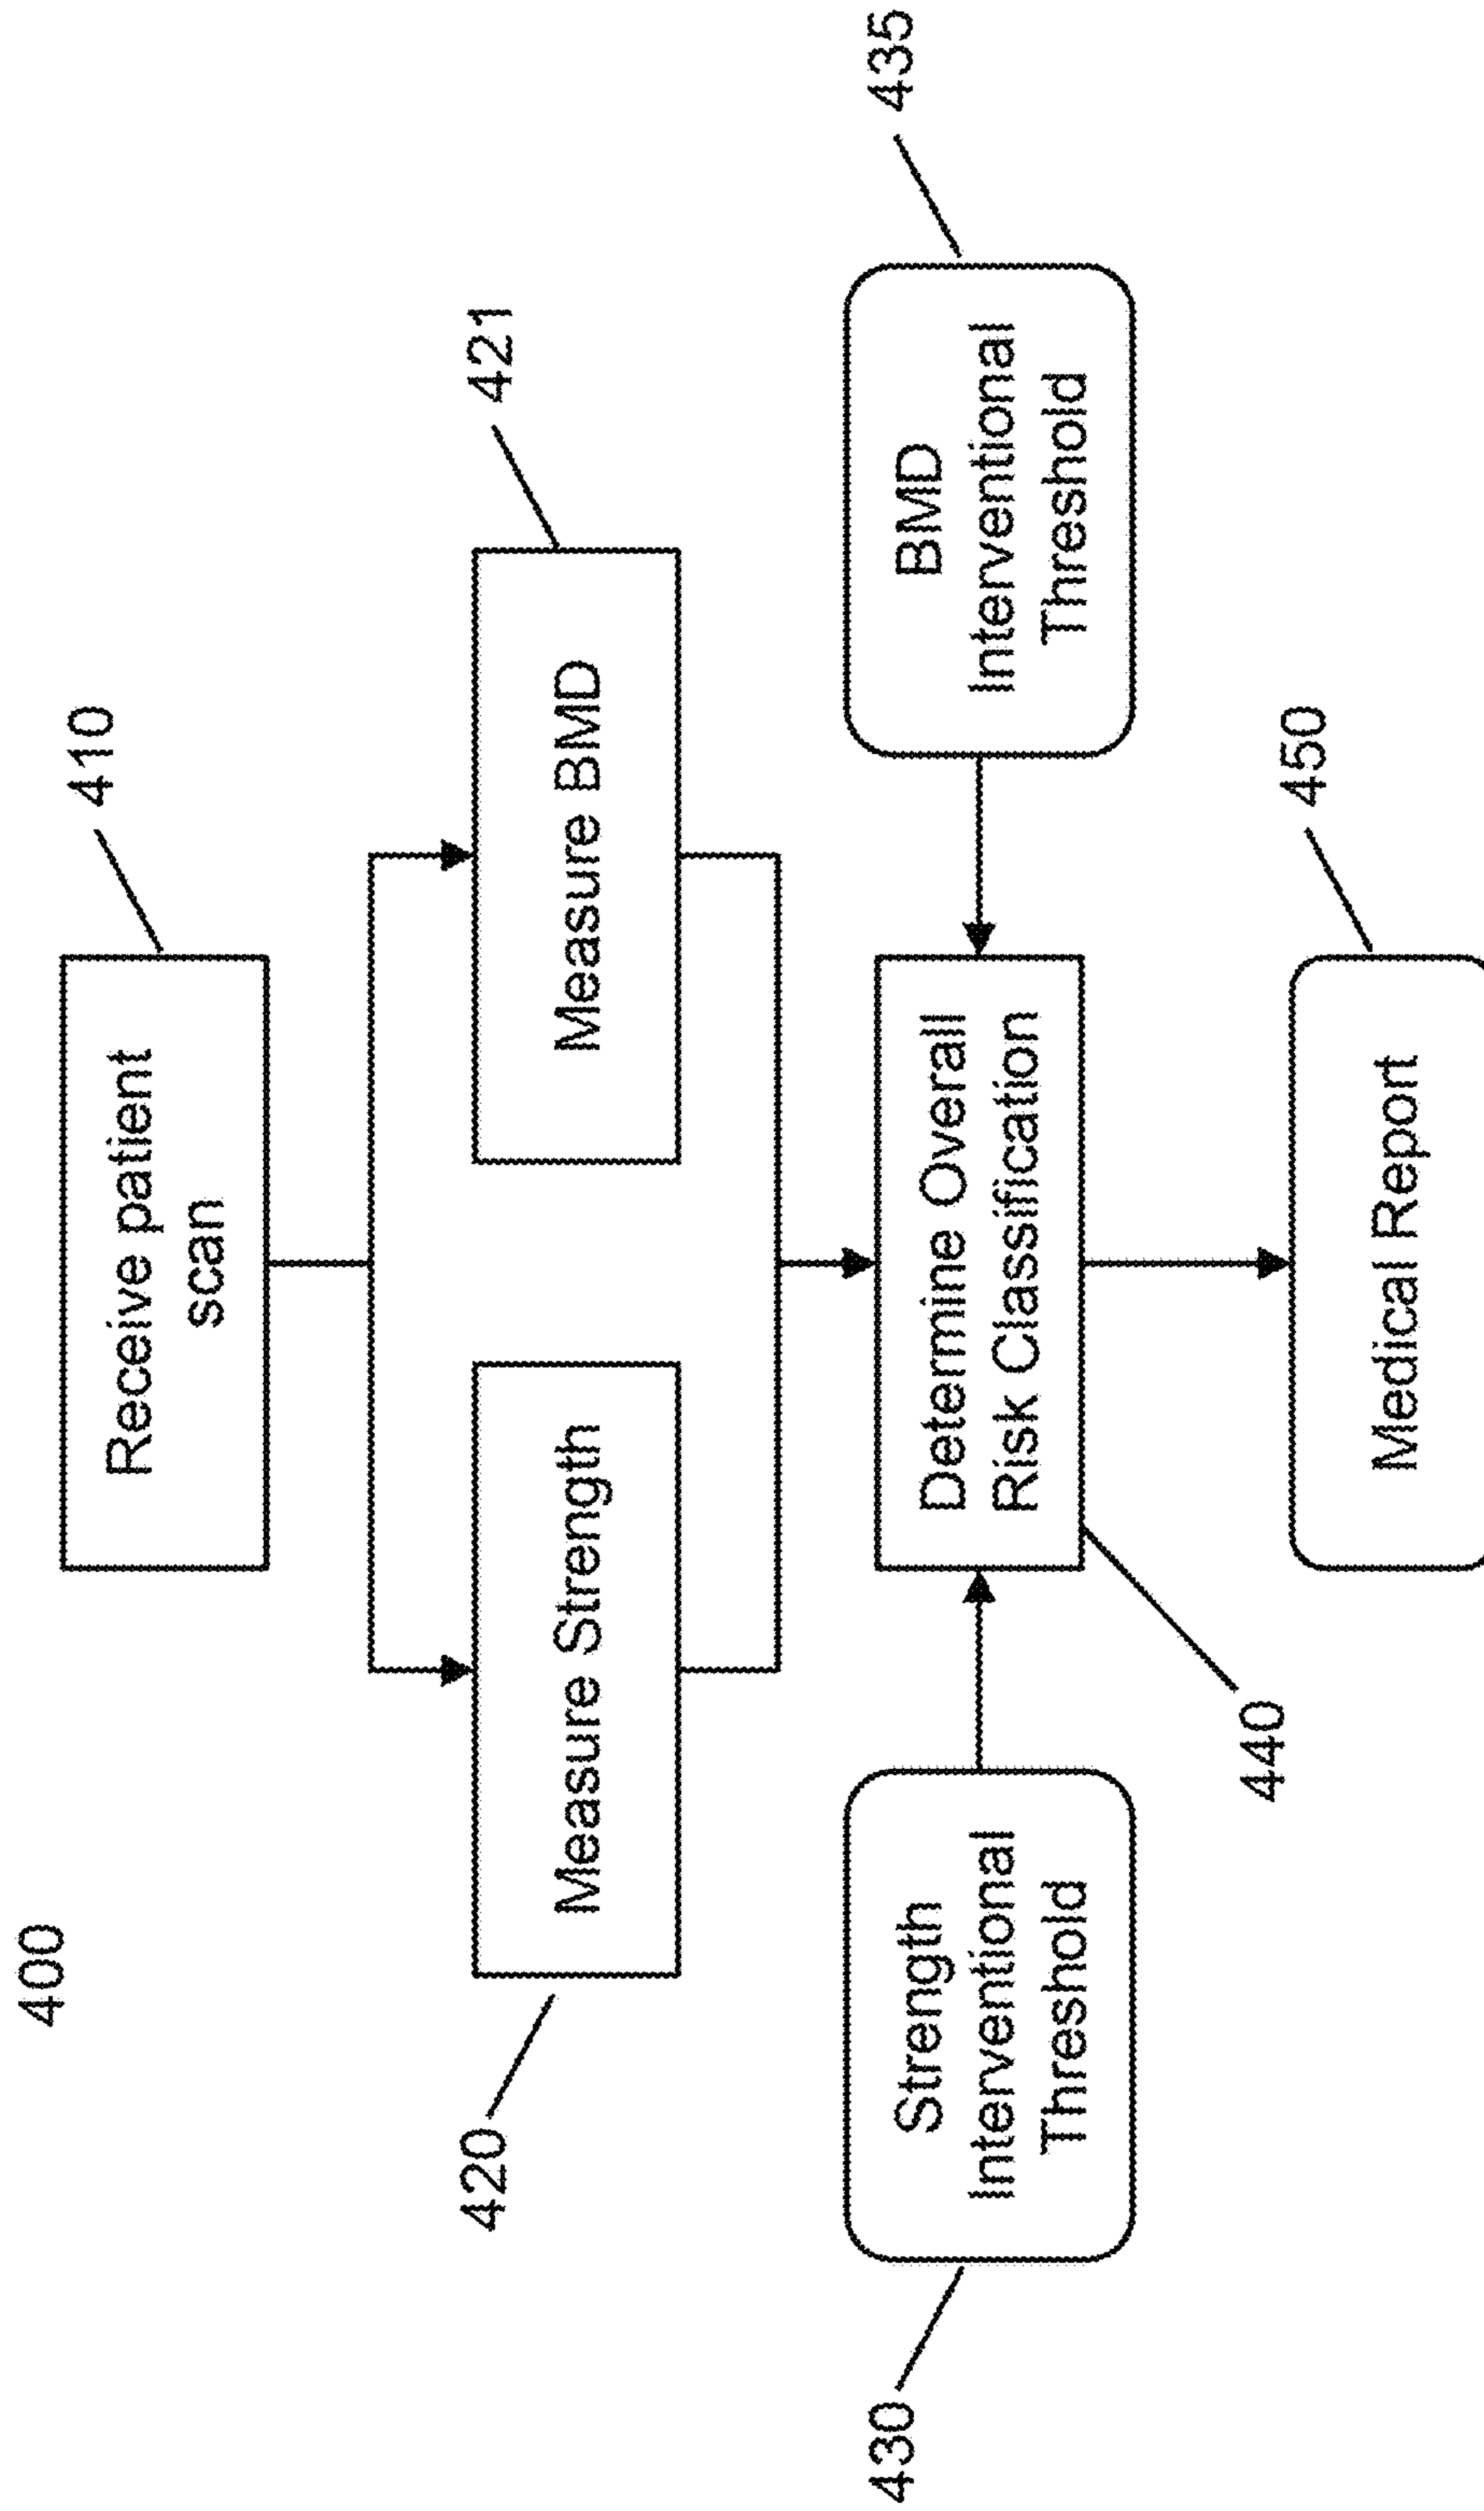 400
410
Receive patient
scan
420
Measure Strength
421
Measure BMD
430
Strength
Interventional
Threshold
Determine Overall
Risk Classification
435
BMD
Interventional
Threshold
440
450
Medical Report